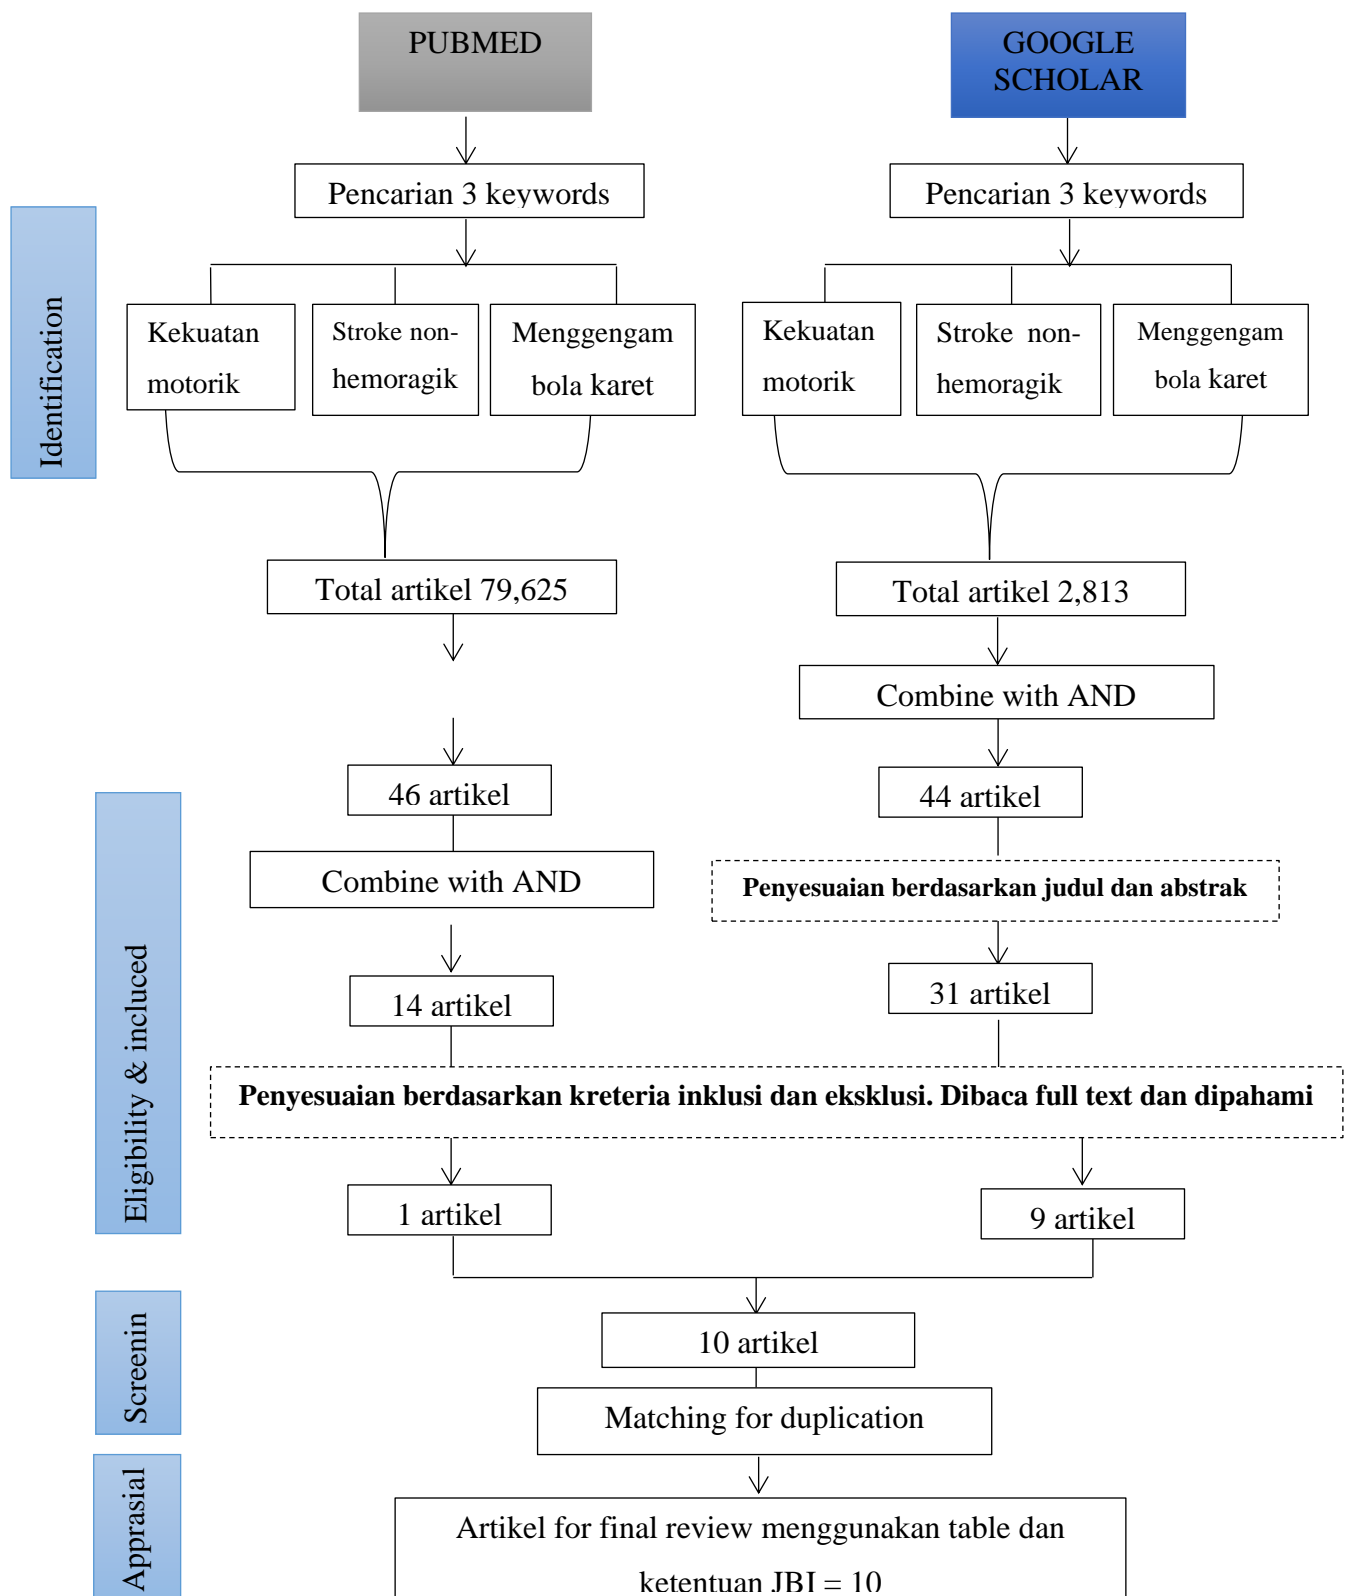 PUBMED
GOOGLE
SCHOLAR
Pencarian 3 keywords
Pencarian 3 keywords
Identification
Kekuatan
motorik
Stroke non-
hemoragik
Menggengam
bola karet
Kekuatan
motorik
Stroke non-
hemoragik
Menggengam
bola karet
Total artikel 79,625
Total artikel 2,813
Combine with AND
46 artikel
44 artikel
Combine with AND
Penyesuaian berdasarkan judul dan abstrak
14 artikel
31 artikel
Eligibility & inluced
Penyesuaian berdasarkan kreteria inklusi dan eksklusi. Dibaca full text dan dipahami
1 artikel
9 artikel
Screenin
10 artikel
Matching for duplication
Apprasial
Artikel for final review menggunakan table dan
ketentuan JBI = 10